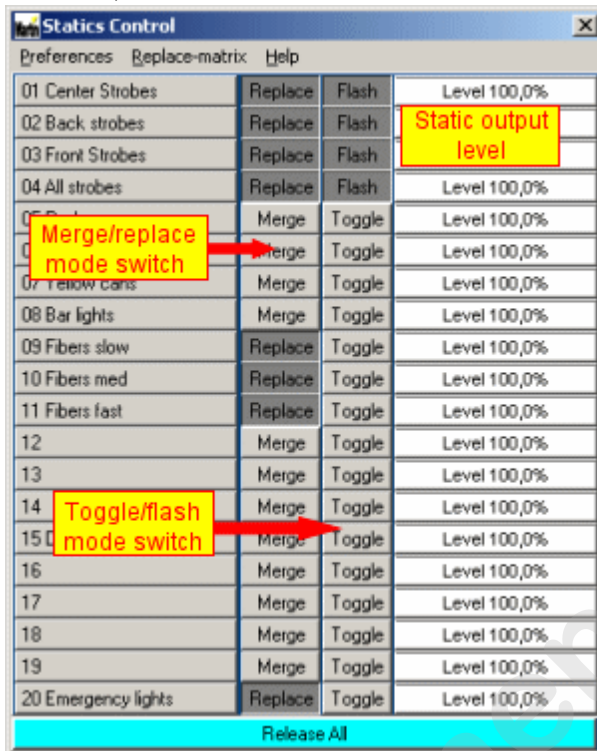 Martin Statics Control
Preferences Replace-matrix Help
01 Center Strobes Replace Flash Level 100,0%
02 Back strobes Replace Flash
Static output level
03 Front Strobes Replace Flash
04 All strobes Replace Flash Level 100,0%
Merge Toggle Level 100,0%
Merge/replace mode switch
Merge Toggle Level 100,0%
07 Yellow cans Merge Toggle Level 100,0%
08 Bar lights Merge Toggle Level 100,0%
09 Fibers slow Replace Toggle Level 100,0%
10 Fibers med Replace Toggle Level 100,0%
11 Fibers fast Replace Toggle Level 100,0%
12 Merge Toggle Level 100,0%
13 Merge Toggle Level 100,0%
14 Merge Toggle Level 100,0%
Toggle/flash mode switch
15 Merge Toggle Level 100,0%
16 Merge Toggle Level 100,0%
17 Merge Toggle Level 100,0%
18 Merge Toggle Level 100,0%
19 Merge Toggle Level 100,0%
20 Emergency lights Replace Toggle Level 100,0%
Release All